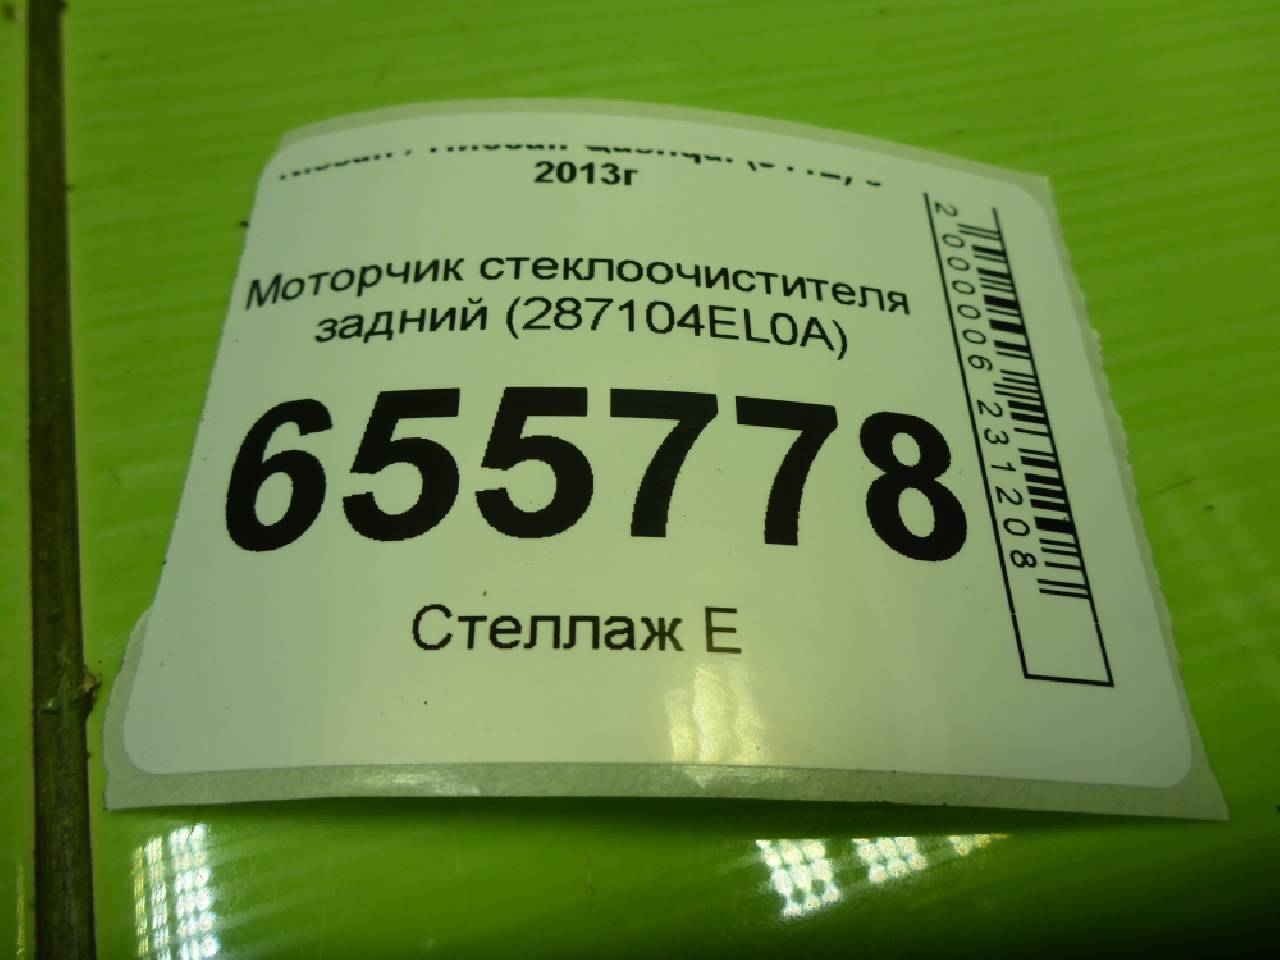 2013г
Моторчик стеклоочистителя
задний (287104EL0A)
655778
Стеллаж Е
2000006231208